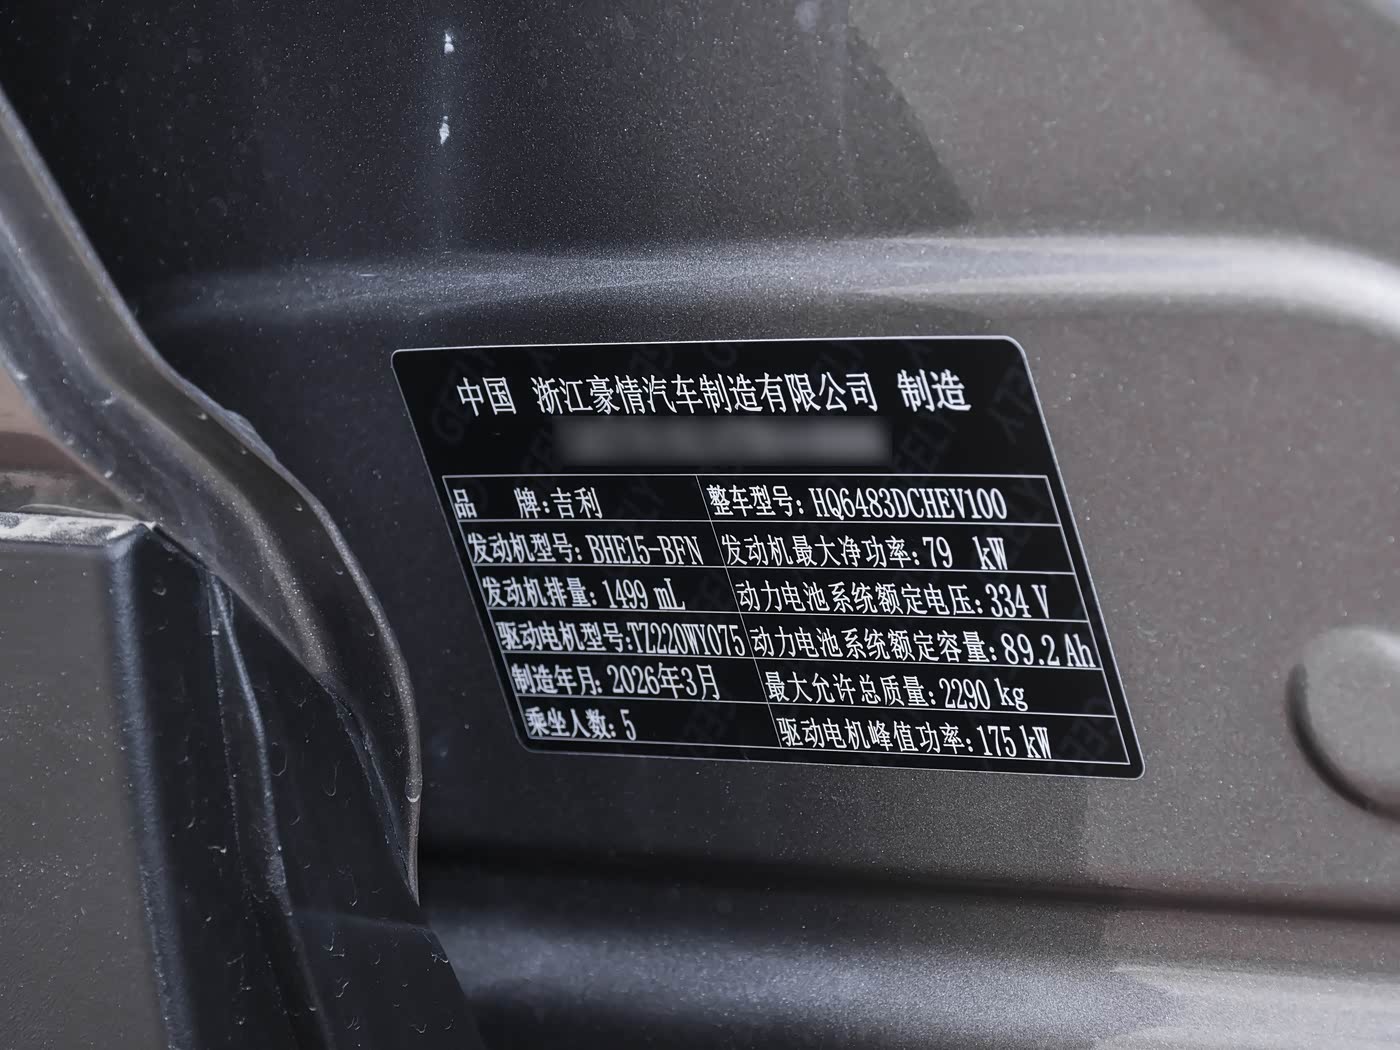 中国 浙江豪情汽车制造有限公司 制造
品 牌:吉利 整车型号:HQ6483DCHEV100
发动机型号:BHE15-BFN 发动机最大净功率:79 kW
发动机排量:1499 mL 动力电池系统额定电压:334 V
驱动电机型号:TZ220WY075 动力电池系统额定容量:89.2 Ah
制造年月:2026年3月 最大允许总质量:2290 kg
乘坐人数:5 驱动电机峰值功率:175 kW